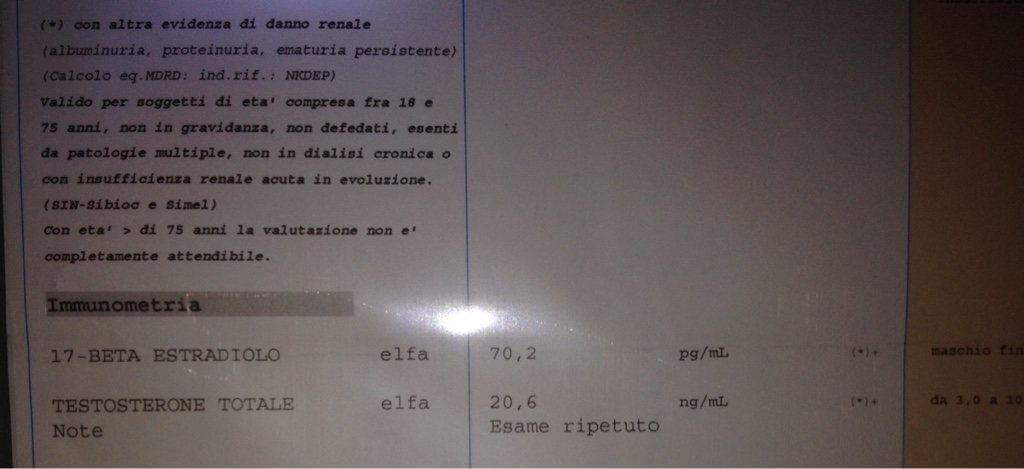 (*) con altra evidenza di danno renale
(albuminuria, proteinuria, ematuria persistente)
(Calcolo eq.MDRD: ind.rif.: NKDEP)
Valido per soggetti di eta' compresa fra 18 e
75 anni, non in gravidanza, non defedati, esenti
da patologie multiple, non in dialisi cronica o
con insufficienza renale acuta in evoluzione.
(SIN-Sibioc e Simel)
Con eta' > di 75 anni la valutazione non e'
completamente attendibile.
Immunometria
17-BETA ESTRADIOLO elfa 70,2 pg/mL (*)+ maschio fin
TESTOSTERONE TOTALE elfa 20,6 ng/mL (*)+ da 3,0 a 10
Note Esame ripetuto